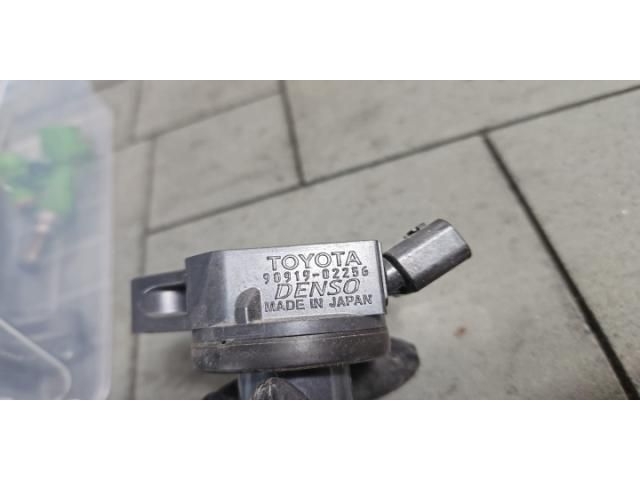 TOYOTA
90919-02256
DENSO
MADE IN JAPAN